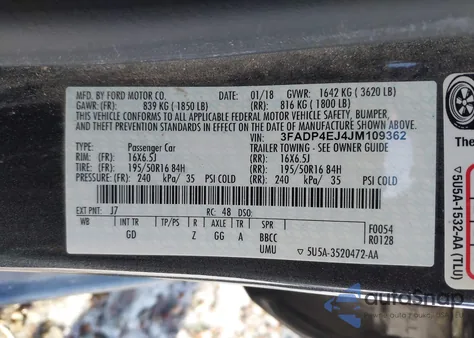 MFD. BY FORD MOTOR CO. 01/18 GVWR: 1642 KG (3620 LB)
GAWR: (FR): 839 KG (1850 LB) (RR): 816 KG (1800 LB)
THIS VEHICLE CONFORMS TO ALL APPLICABLE FEDERAL MOTOR VEHICLE SAFETY, BUMPER,
AND THEFT PREVENTION STANDARDS IN EFFECT ON THE DATE OF MANUFACTURE SHOWN ABOVE.
VIN: 3FADP4EJ4JM109362
TYPE: Passenger Car TRAILER TOWING - SEE OWNER GUIDE
RIM: (FR): 16X6.5J (RR): 16X6.5J
TIRE: (FR): 195/50R16 84H (RR): 195/50R16 84H
PRESSURE: (FR): 240 kPa/ 35 PSI COLD (RR): 240 kPa/ 35 PSI COLD
EXT PNT: J7 RC: 48 DSO:
WB INT TR TP/PS R AXLE TR SPR F0054
GD Z GG A BBCC R0128
UMU ▽ 5U5A-3520472-AA
The
▽ 5U5A-1532-AA (TLU)
autoSnap